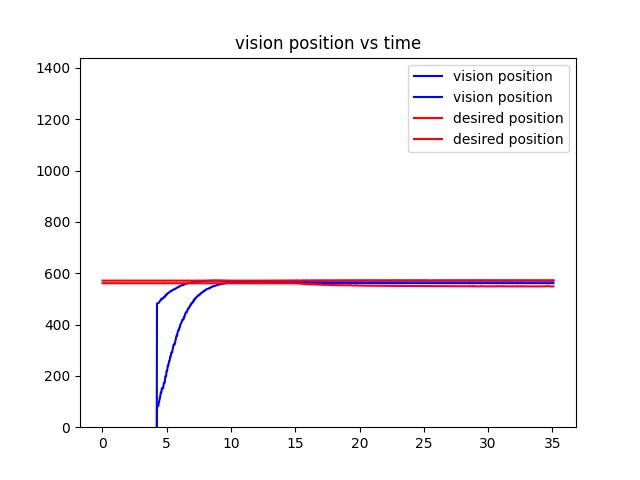 vision position vs time
1400
1200
1000
800
600
400
200
0
vision position
vision position
desired position
desired position
0 5 10 15 20 25 30 35